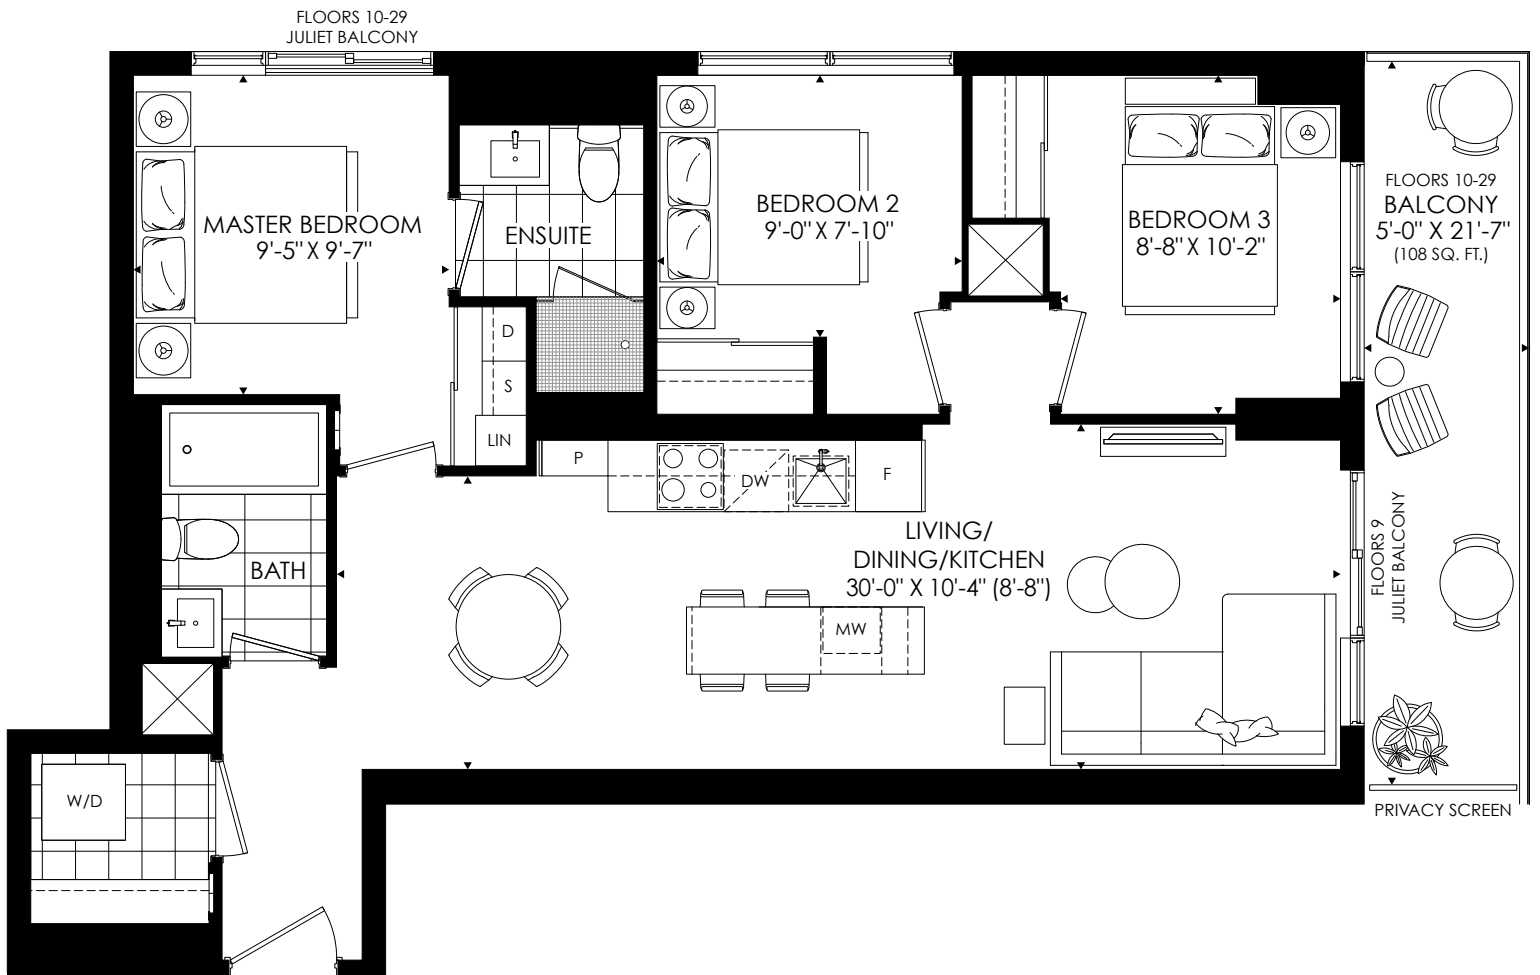 FLOORS 10-29
JULIET BALCONY
MASTER BEDROOM
9'-5" X 9'-7"
ENSUITE
BEDROOM 2
9'-0" X 7'-10"
BEDROOM 3
8'-8" X 10'-2"
FLOORS 10-29
BALCONY
5'-0" X 21'-7"
(108 SQ. FT.)
D
S
LIN
P
DW
F
BATH
LIVING/
DINING/KITCHEN
30'-0" X 10'-4" (8'-8")
MW
FLOORS 9
JULIET BALCONY
W/D
PRIVACY SCREEN